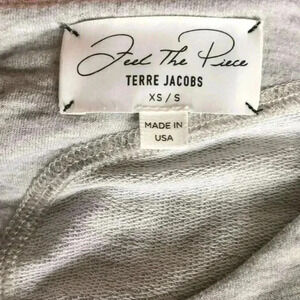 Feel The Piece
TERRE JACOBS
XS / S
MADE IN
USA